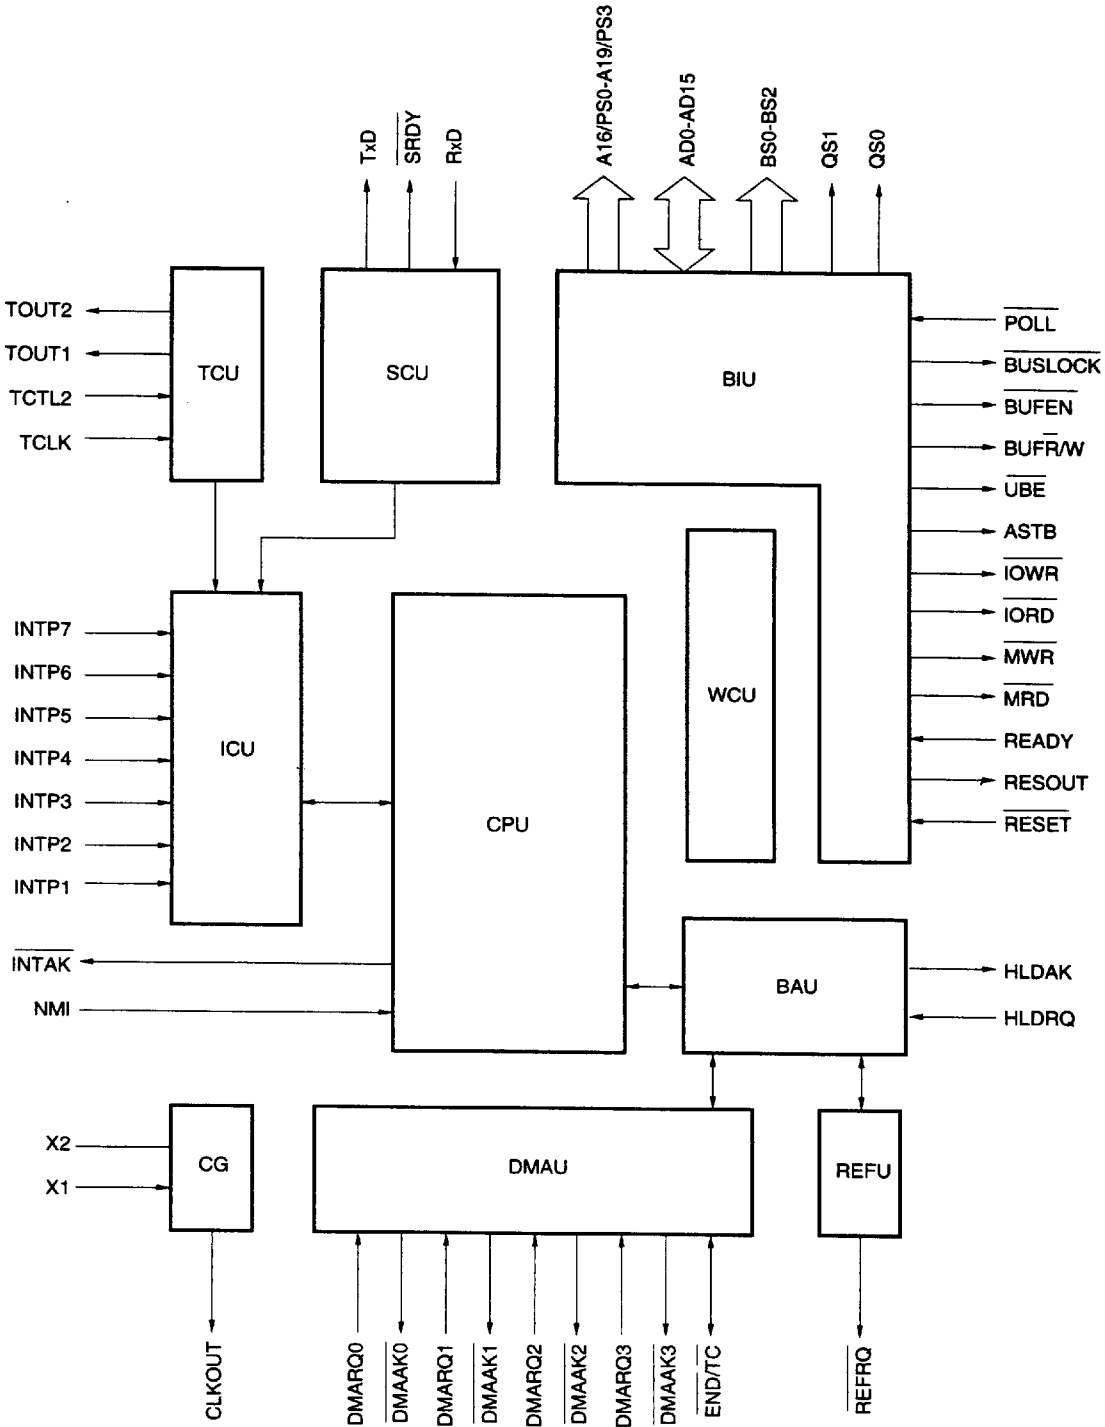 A16/PS0-A19/PS3
AD0-AD15
BS0-BS2
QS1
QS0
TxD
SRDY
RxD
TOUT2
TOUT1
TCTL2
TCLK
TCU
SCU
BIU
POLL
BUSLOCK
BUFEN
BUFR/W
UBE
ASTB
IOWR
IORD
MWR
MRD
READY
RESOUT
RESET
INTP7
INTP6
INTP5
INTP4
INTP3
INTP2
INTP1
ICU
CPU
WCU
INTAK
NMI
BAU
HLDAK
HLDRQ
X2
X1
CG
DMAU
REFU
CLKOUT
DMARQ0
DMAAK0
DMARQ1
DMAAK1
DMARQ2
DMAAK2
DMARQ3
DMAAK3
END/TC
REFRQ